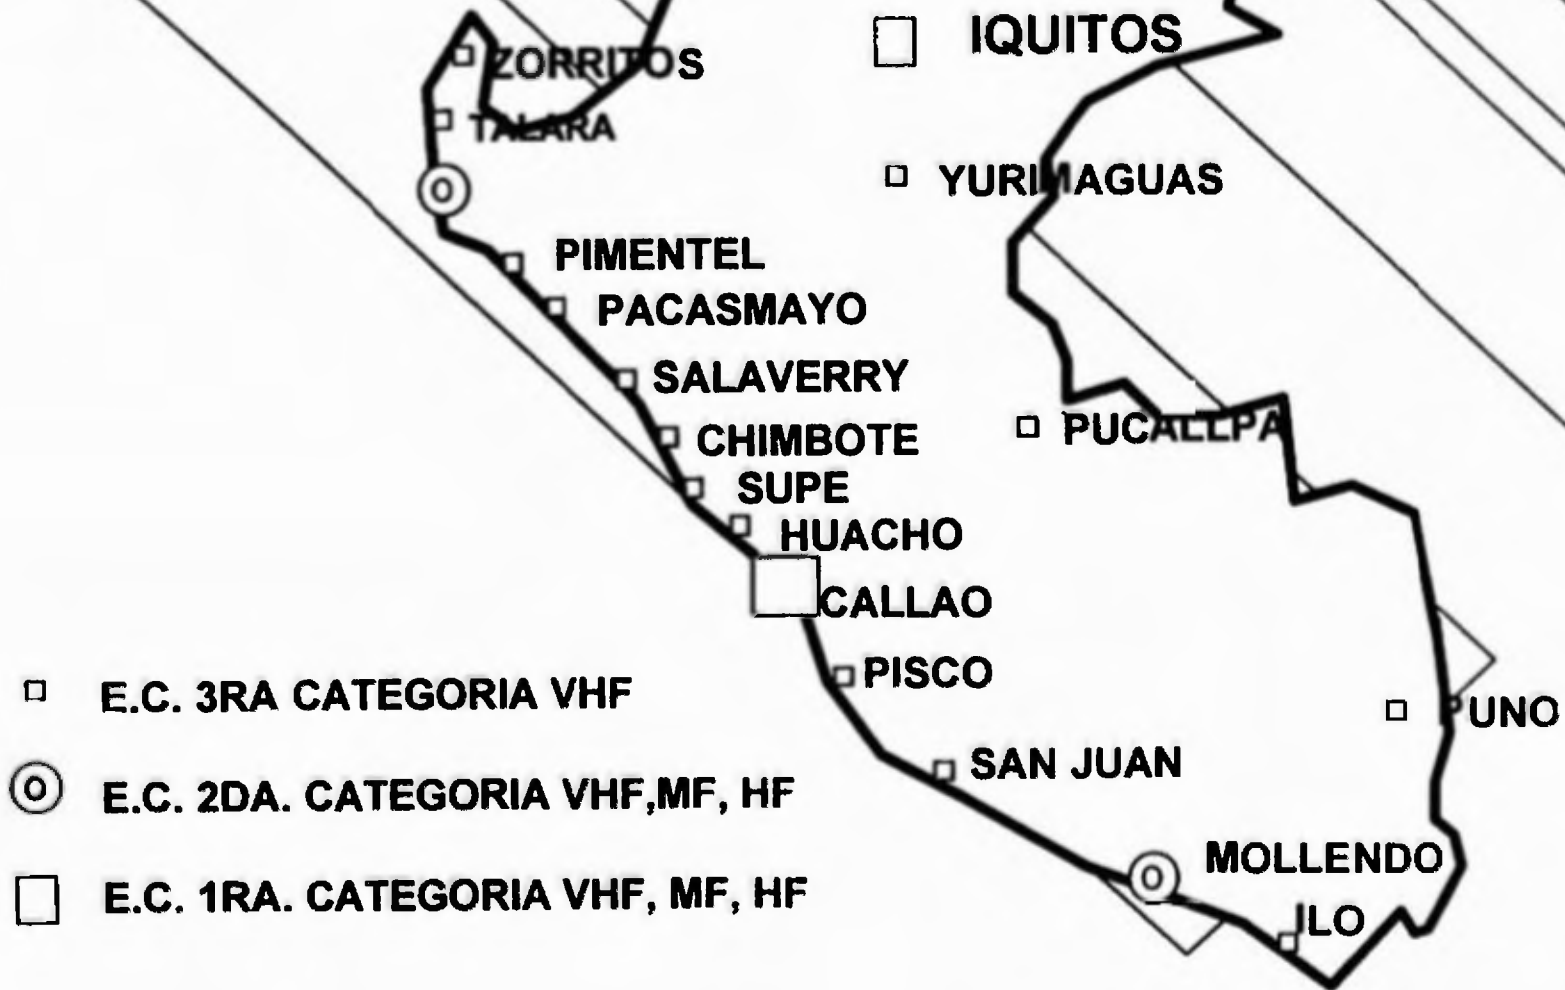 IQUITOS
ZORRITOS
TALARA
YURIMAGUAS
PIMENTEL
PACASMAYO
SALAVERRY
CHIMBOTE
PUCALLPA
SUPE
HUACHO
CALLAO
PISCO
E.C. 3RA CATEGORIA VHF
PUNO
SAN JUAN
E.C. 2DA. CATEGORIA VHF,MF, HF
MOLLENDO
E.C. 1RA. CATEGORIA VHF, MF, HF
ILO